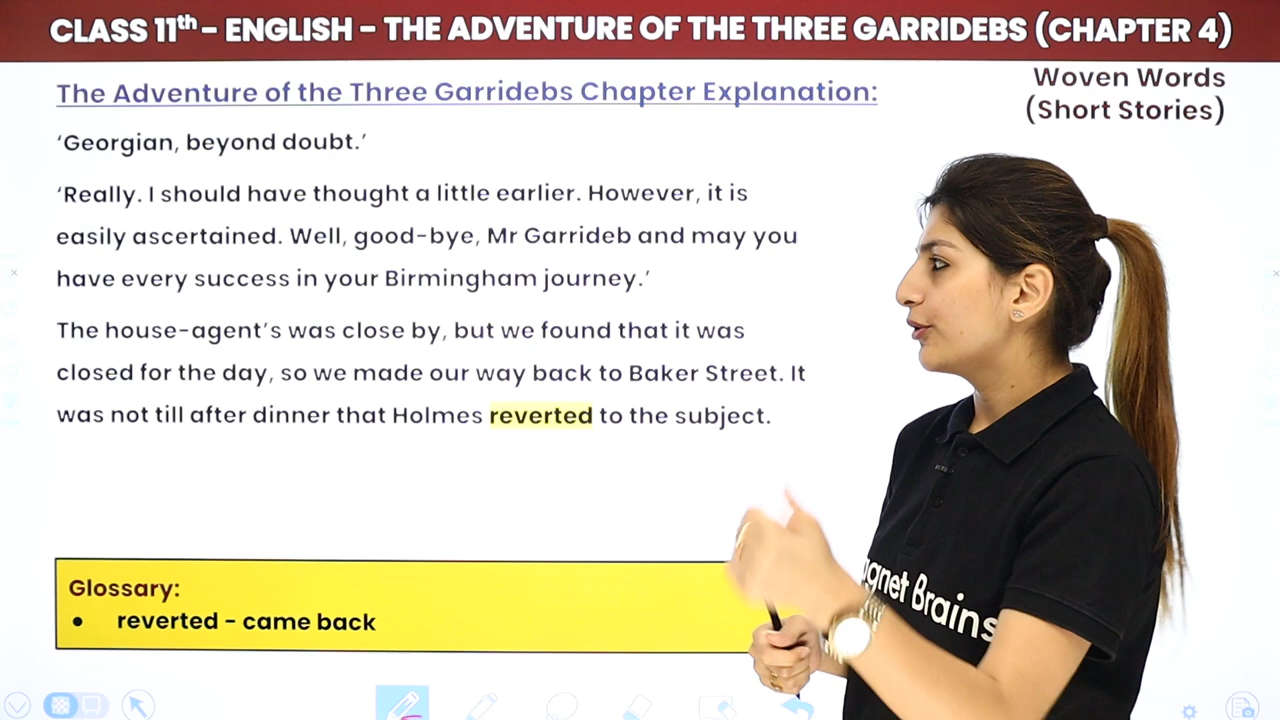 CLASS 11th – ENGLISH – THE ADVENTURE OF THE THREE GARRIDEBS (CHAPTER 4)
Woven Words
(Short Stories)
The Adventure of the Three Garridebs Chapter Explanation:
‘Georgian, beyond doubt.’
‘Really. I should have thought a little earlier. However, it is
easily ascertained. Well, good-bye, Mr Garrideb and may you
have every success in your Birmingham journey.’
The house-agent’s was close by, but we found that it was
closed for the day, so we made our way back to Baker Street. It
was not till after dinner that Holmes reverted to the subject.
Glossary:
• reverted - came back
gnet Brains